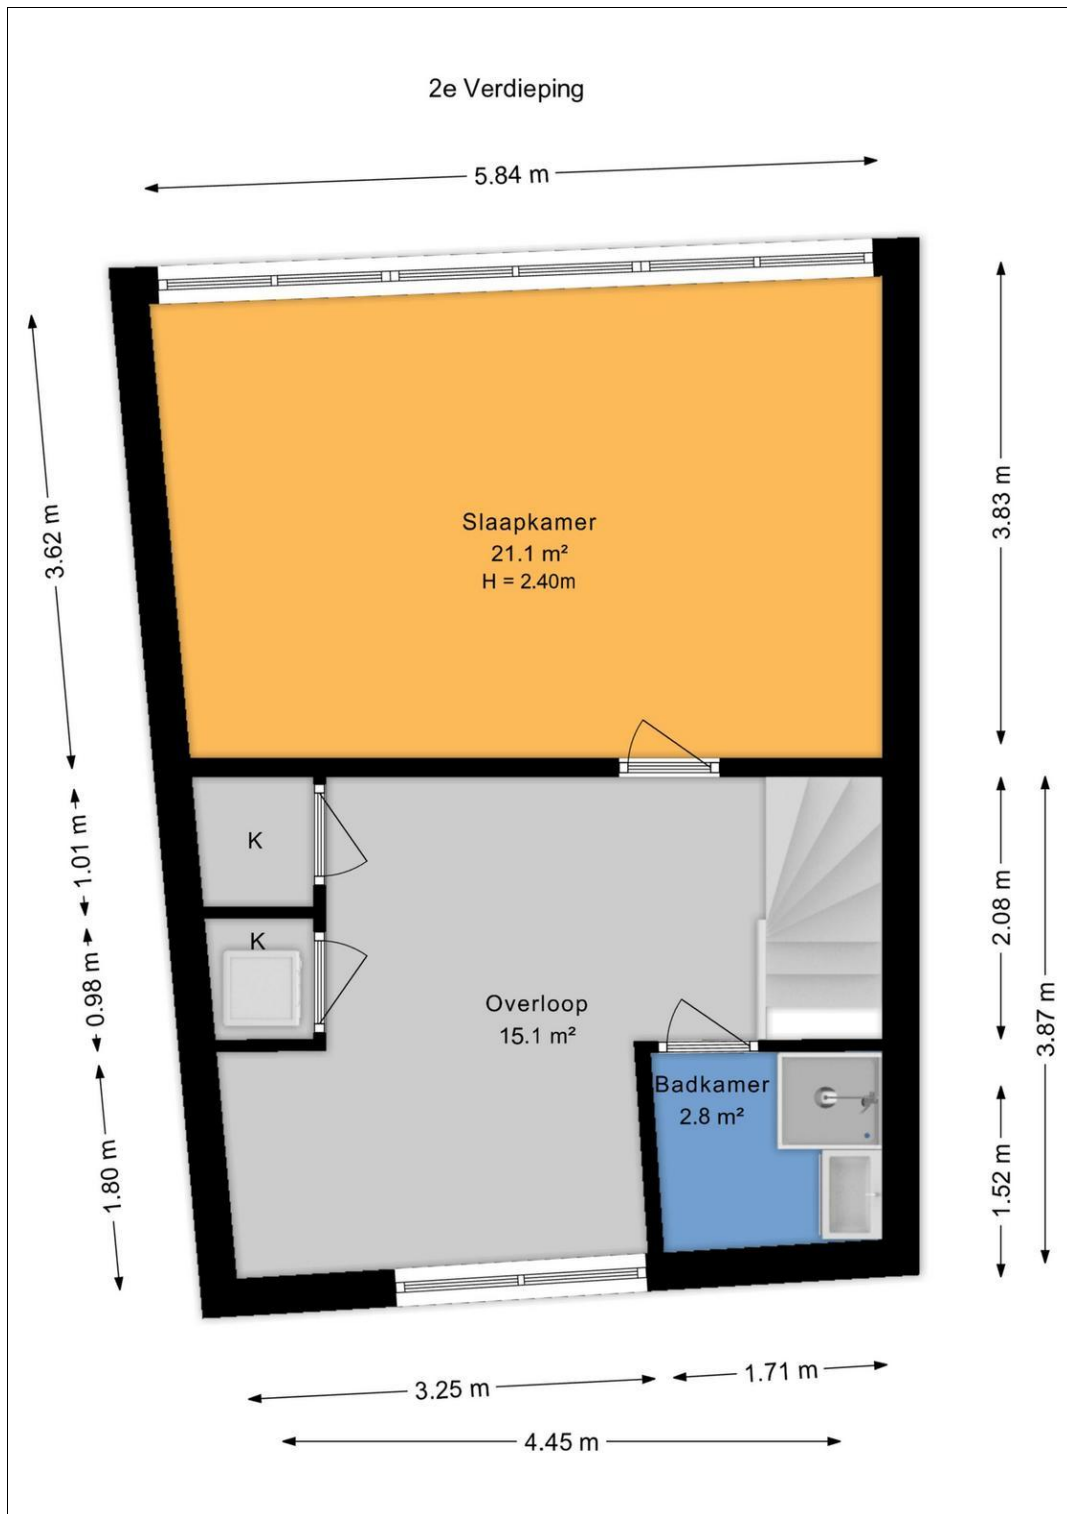 2e Verdieping
5.84 m
3.62 m
3.83 m
Slaapkamer
21.1 m²
H = 2.40m
K
1.01 m
2.08 m
K
0.98 m
Overloop
15.1 m²
3.87 m
Badkamer
2.8 m²
1.80 m
1.52 m
3.25 m
1.71 m
4.45 m